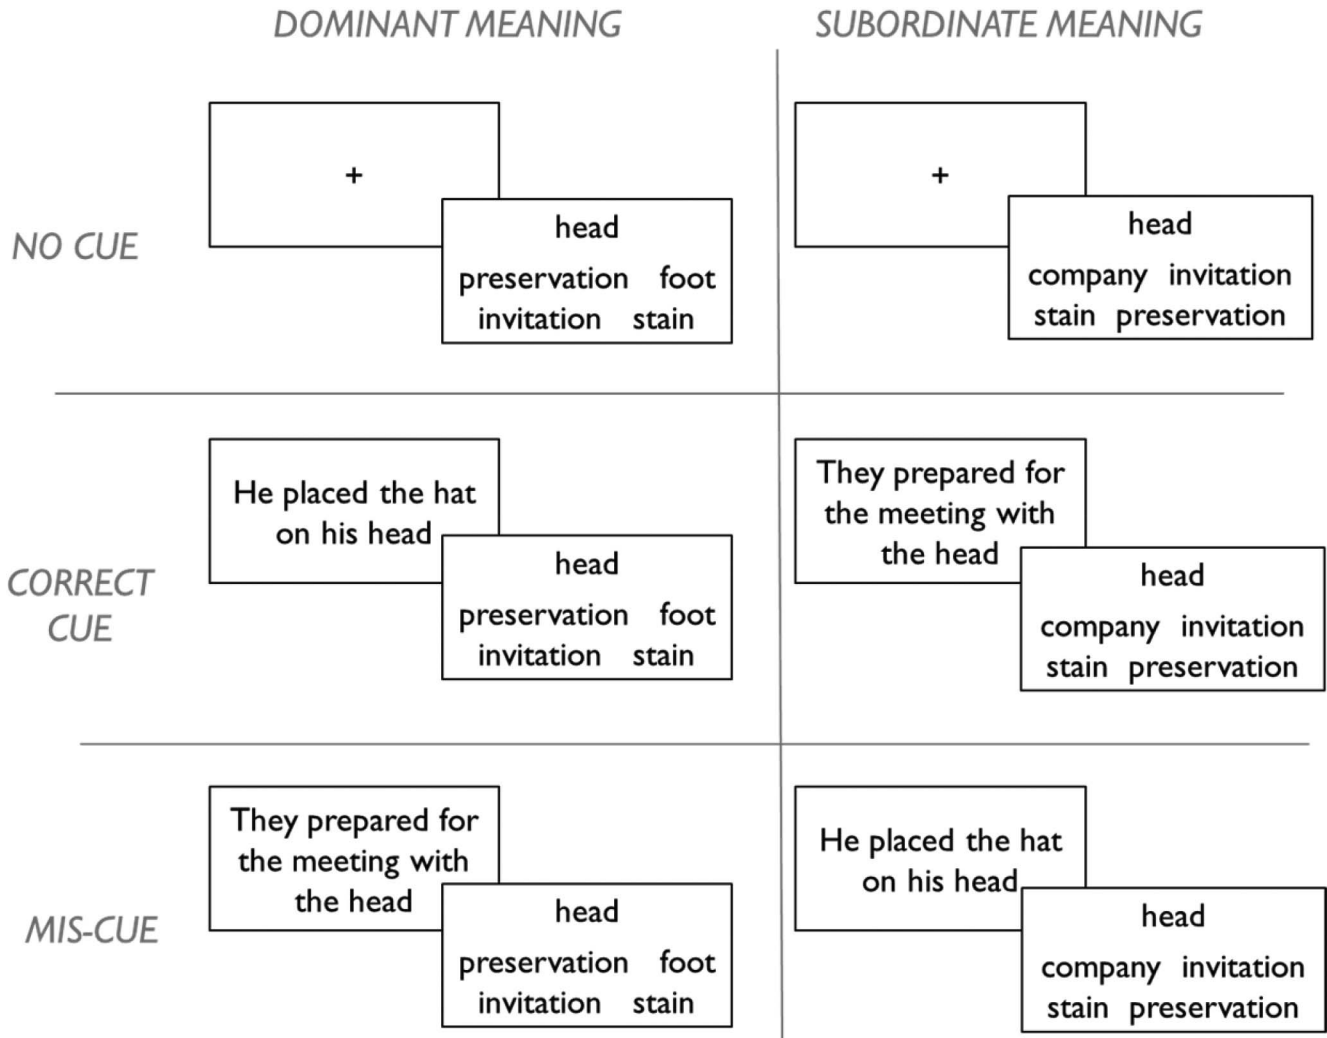 DOMINANT MEANING
SUBORDINATE MEANING
NO CUE
+
head
preservation foot
invitation stain
+
head
company invitation
stain preservation
CORRECT
CUE
He placed the hat
on his head
head
preservation foot
invitation stain
They prepared for
the meeting with
the head
head
company invitation
stain preservation
MIS-CUE
They prepared for
the meeting with
the head
head
preservation foot
invitation stain
He placed the hat
on his head
head
company invitation
stain preservation